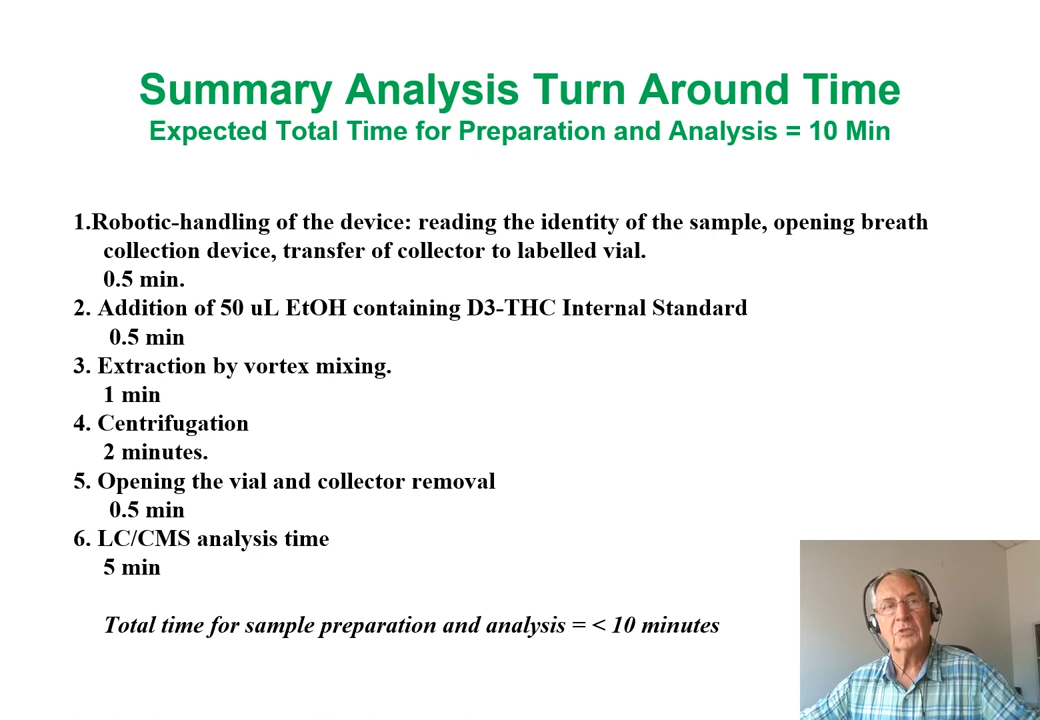 Summary Analysis Turn Around Time
Expected Total Time for Preparation and Analysis = 10 Min
1.Robotic-handling of the device: reading the identity of the sample, opening breath
collection device, transfer of collector to labelled vial.
0.5 min.
2. Addition of 50 uL EtOH containing D3-THC Internal Standard
0.5 min
3. Extraction by vortex mixing.
1 min
4. Centrifugation
2 minutes.
5. Opening the vial and collector removal
0.5 min
6. LC/CMS analysis time
5 min
Total time for sample preparation and analysis = < 10 minutes